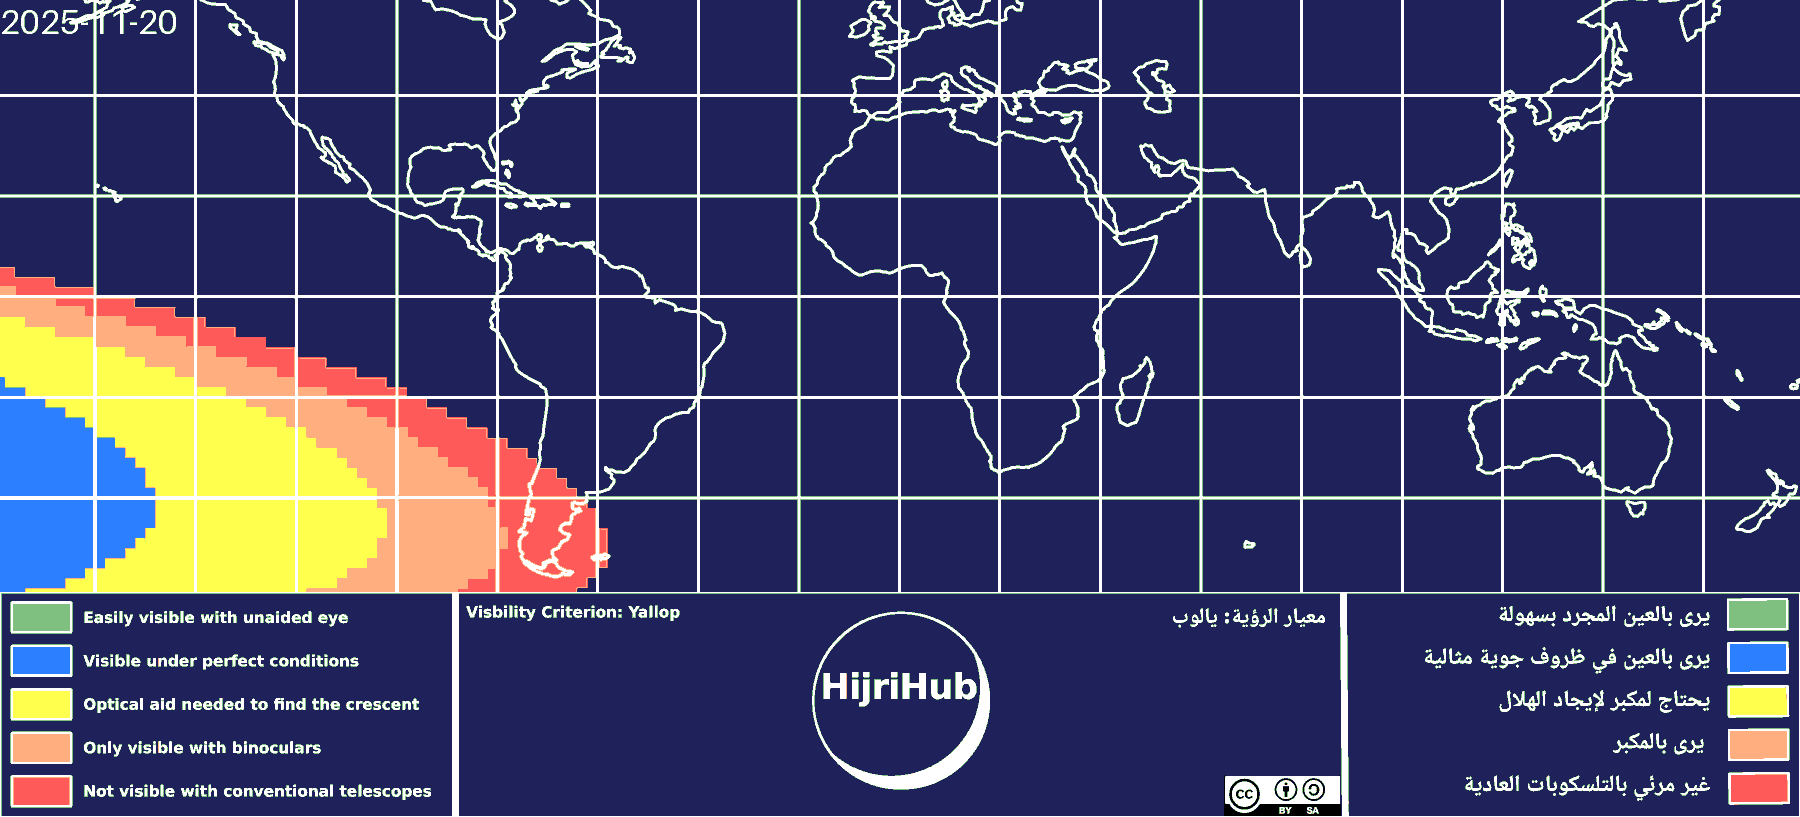 2025-11-20
Easily visible with unaided eye
Visible under perfect conditions
Optical aid needed to find the crescent
Only visible with binoculars
Not visible with conventional telescopes
Visbility Criterion: Yallop
HijriHub
معيار الرؤية: يالوب
CC BY SA
يرى بالعين المجرد بسهولة
يرى بالعين في ظروف جوية مثالية
يحتاج لمكبر لإيجاد الهلال
يرى بالمكبر
غير مرئي بالتلسكوبات العادية